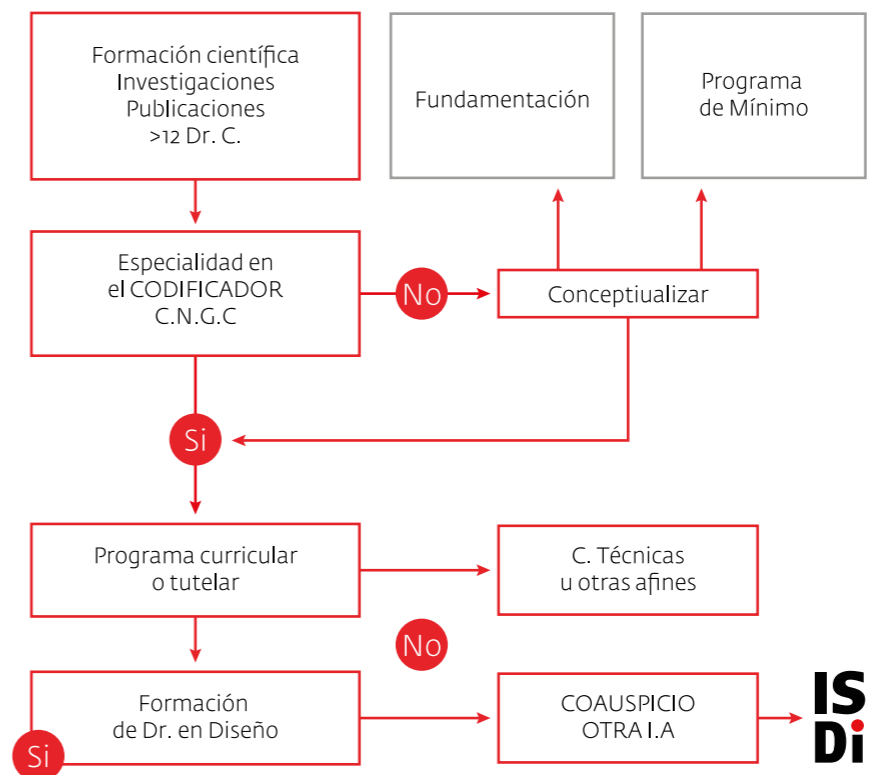 Formación científica
Investigaciones
Publicaciones
>12 Dr. C.
Fundamentación
Programa
de Mínimo
Especialidad en
el CODIFICADOR
C.N.G.C
No
Conceptiualizar
Si
Programa curricular
o tutelar
C. Técnicas
u otras afines
No
Formación
de Dr. en Diseño
Si
COAUSPICIO
OTRA I.A
IS
Di